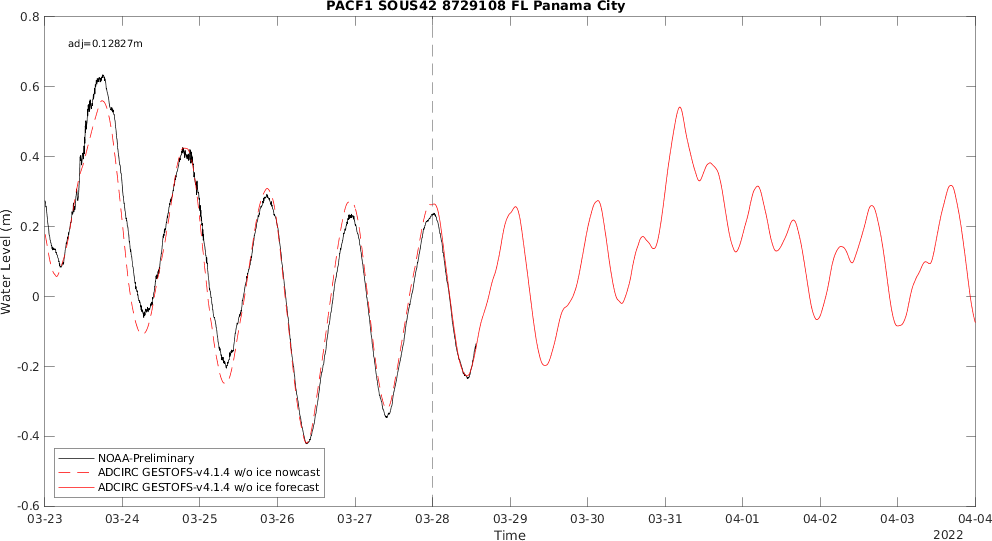 PACF1 SOUS42 8729108 FL Panama City
adj=0.12827m
0.8
0.6
0.4
0.2
0
-0.2
-0.4
-0.6
Water Level (m)
NOAA-Preliminary
ADCIRC GESTOFS-v4.1.4 w/o ice nowcast
ADCIRC GESTOFS-v4.1.4 w/o ice forecast
03-23 03-24 03-25 03-26 03-27 03-28 03-29 03-30 03-31 04-01 04-02 04-03 04-04
Time
2022